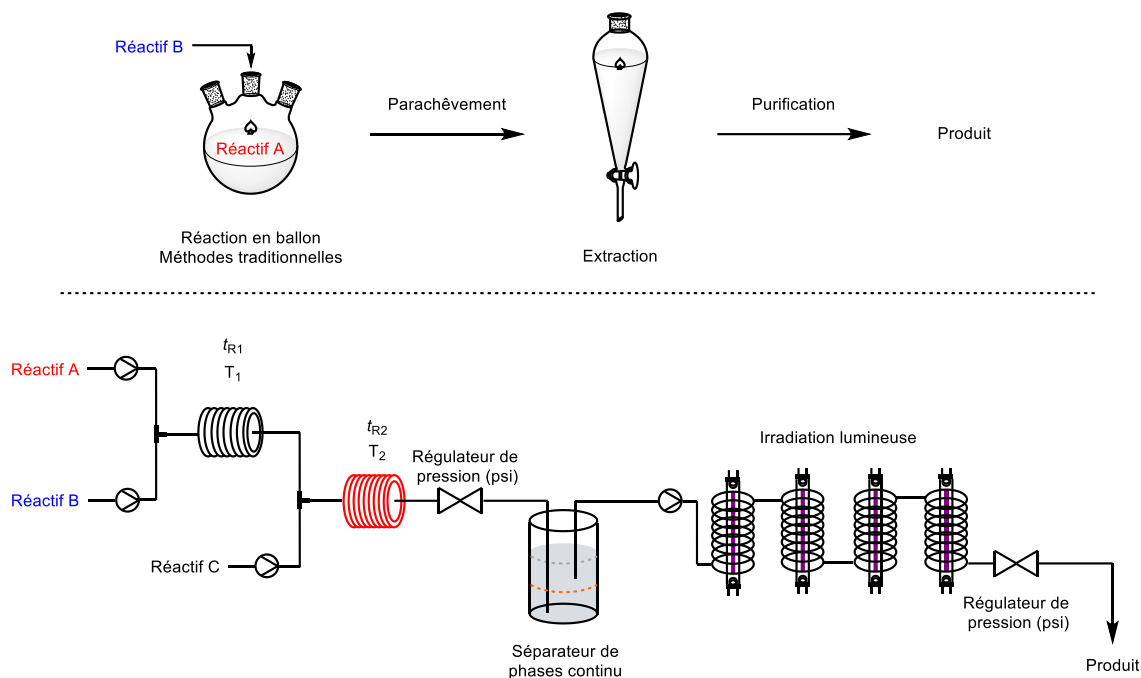 Réactif B
Réactif A
Parachêvement
Purification
Produit
Réaction en ballon
Méthodes traditionnelles
Extraction
tR1
T1
Réactif A
Réactif B
Réactif C
tR2
T2
Régulateur de
pression (psi)
Séparateur de
phases continu
Irradiation lumineuse
Régulateur de
pression (psi)
Produit